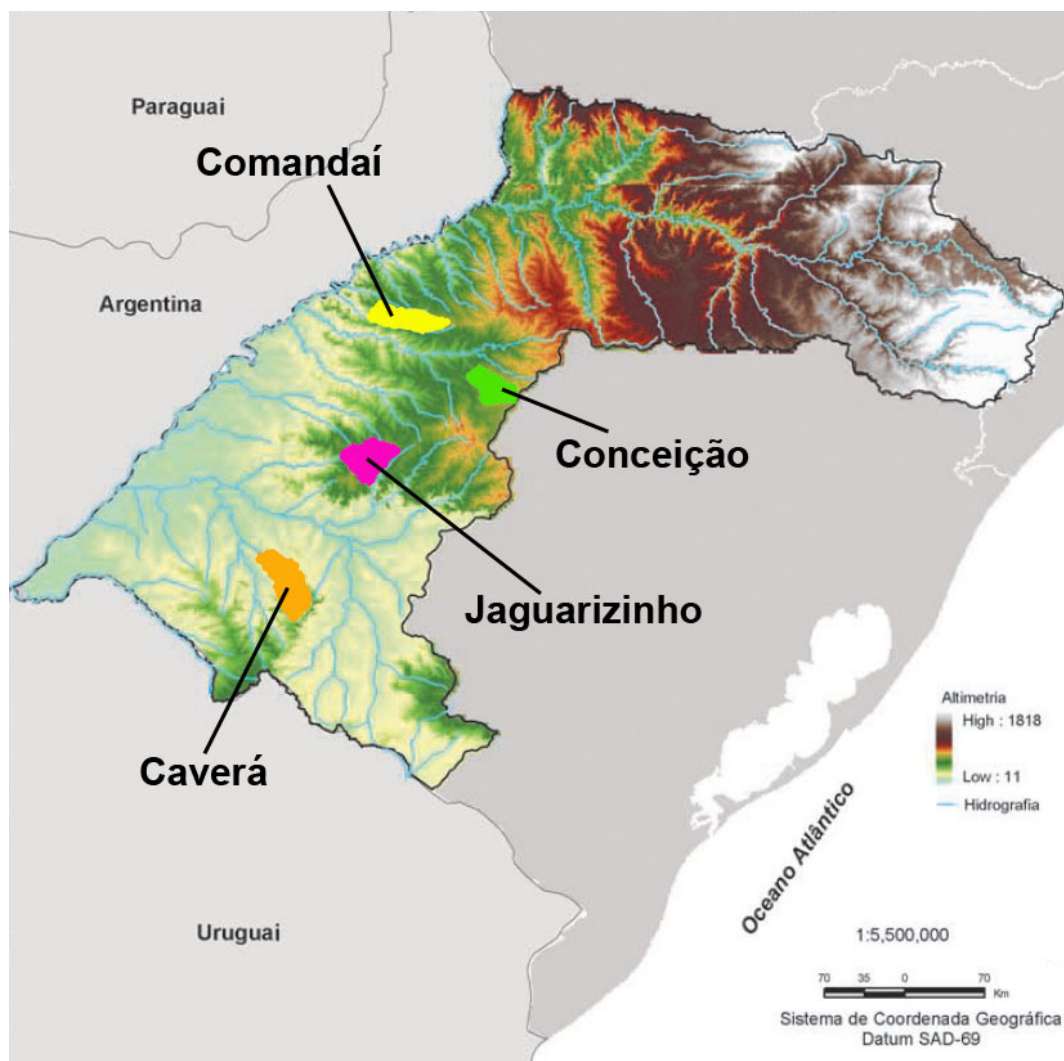 Paraguai
Comandaí
Argentina
Conceição
Jaguarizinho
Caverá
Altimetria
High : 1818
Low : 11
Hidrografia
Oceano Atlântico
Uruguai
1:5,500,000
70 35 0 70
Km
Sistema de Coordenada Geográfica
Datum SAD-69